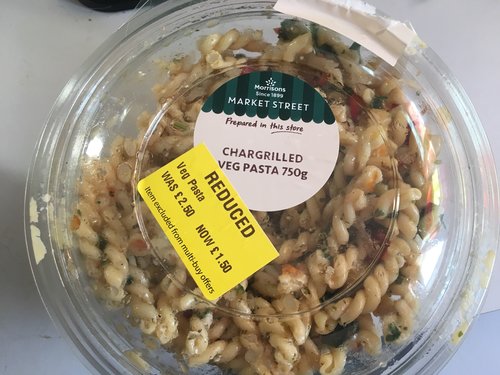 Morrisons
Since 1899
MARKET STREET
Prepared in this store
CHARGRILLED
VEG PASTA 750g
REDUCED
Veg Pasta
WAS £ 2.50 NOW £ 1.50
Item excluded from multi-buy offers